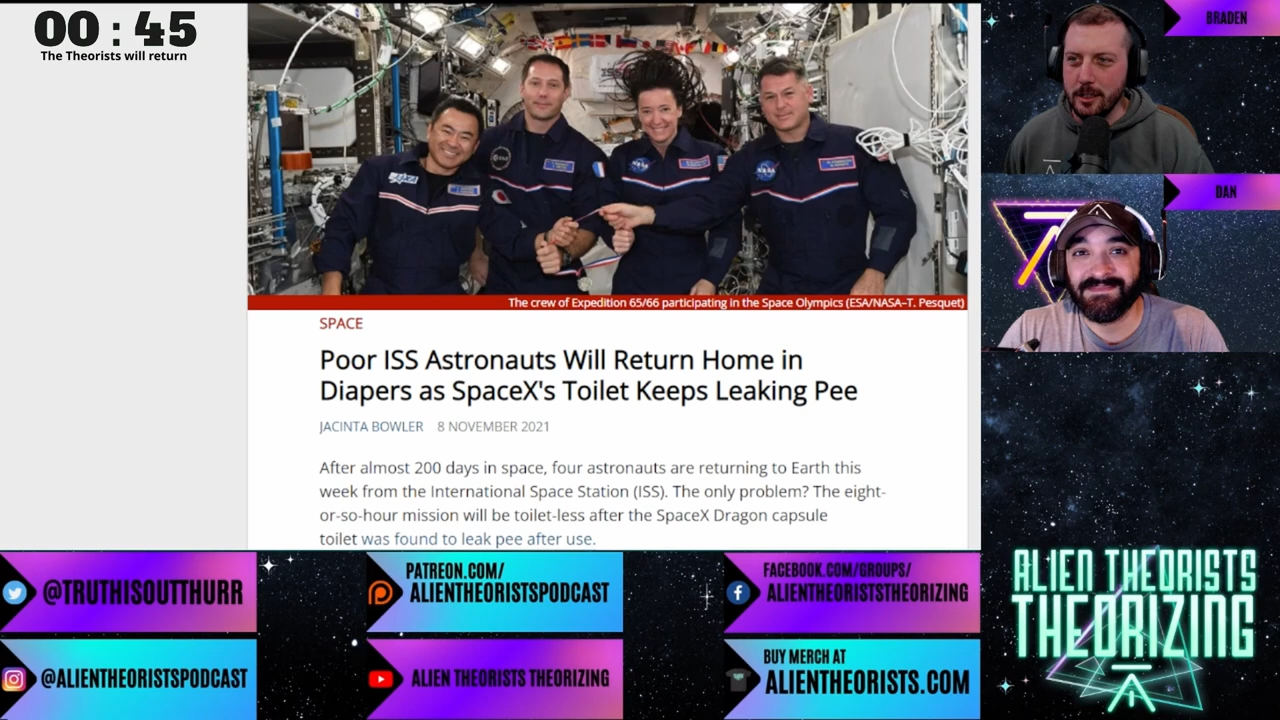 00 : 45
The Theorists will return
NASA
The crew of Expedition 65/66 participating in the Space Olympics (ESA/NASA–T. Pesquet)
SPACE
Poor ISS Astronauts Will Return Home in
Diapers as SpaceX's Toilet Keeps Leaking Pee
JACINTA BOWLER 8 NOVEMBER 2021
After almost 200 days in space, four astronauts are returning to Earth this
week from the International Space Station (ISS). The only problem? The eight-
or-so-hour mission will be toilet-less after the SpaceX Dragon capsule
toilet was found to leak pee after use.
BRADEN
DAN
@TRUTHISOUTTHURR
PATREON.COM/
ALIENTHEORISTSPODCAST
FACEBOOK.COM/GROUPS/
ALIENTHEORISTSTHEORIZING
@ALIENTHEORISTSPODCAST
ALIEN THEORISTS THEORIZING
BUY MERCH AT
ALIENTHEORISTS.COM
ALIEN THEORISTS
THEORIZING